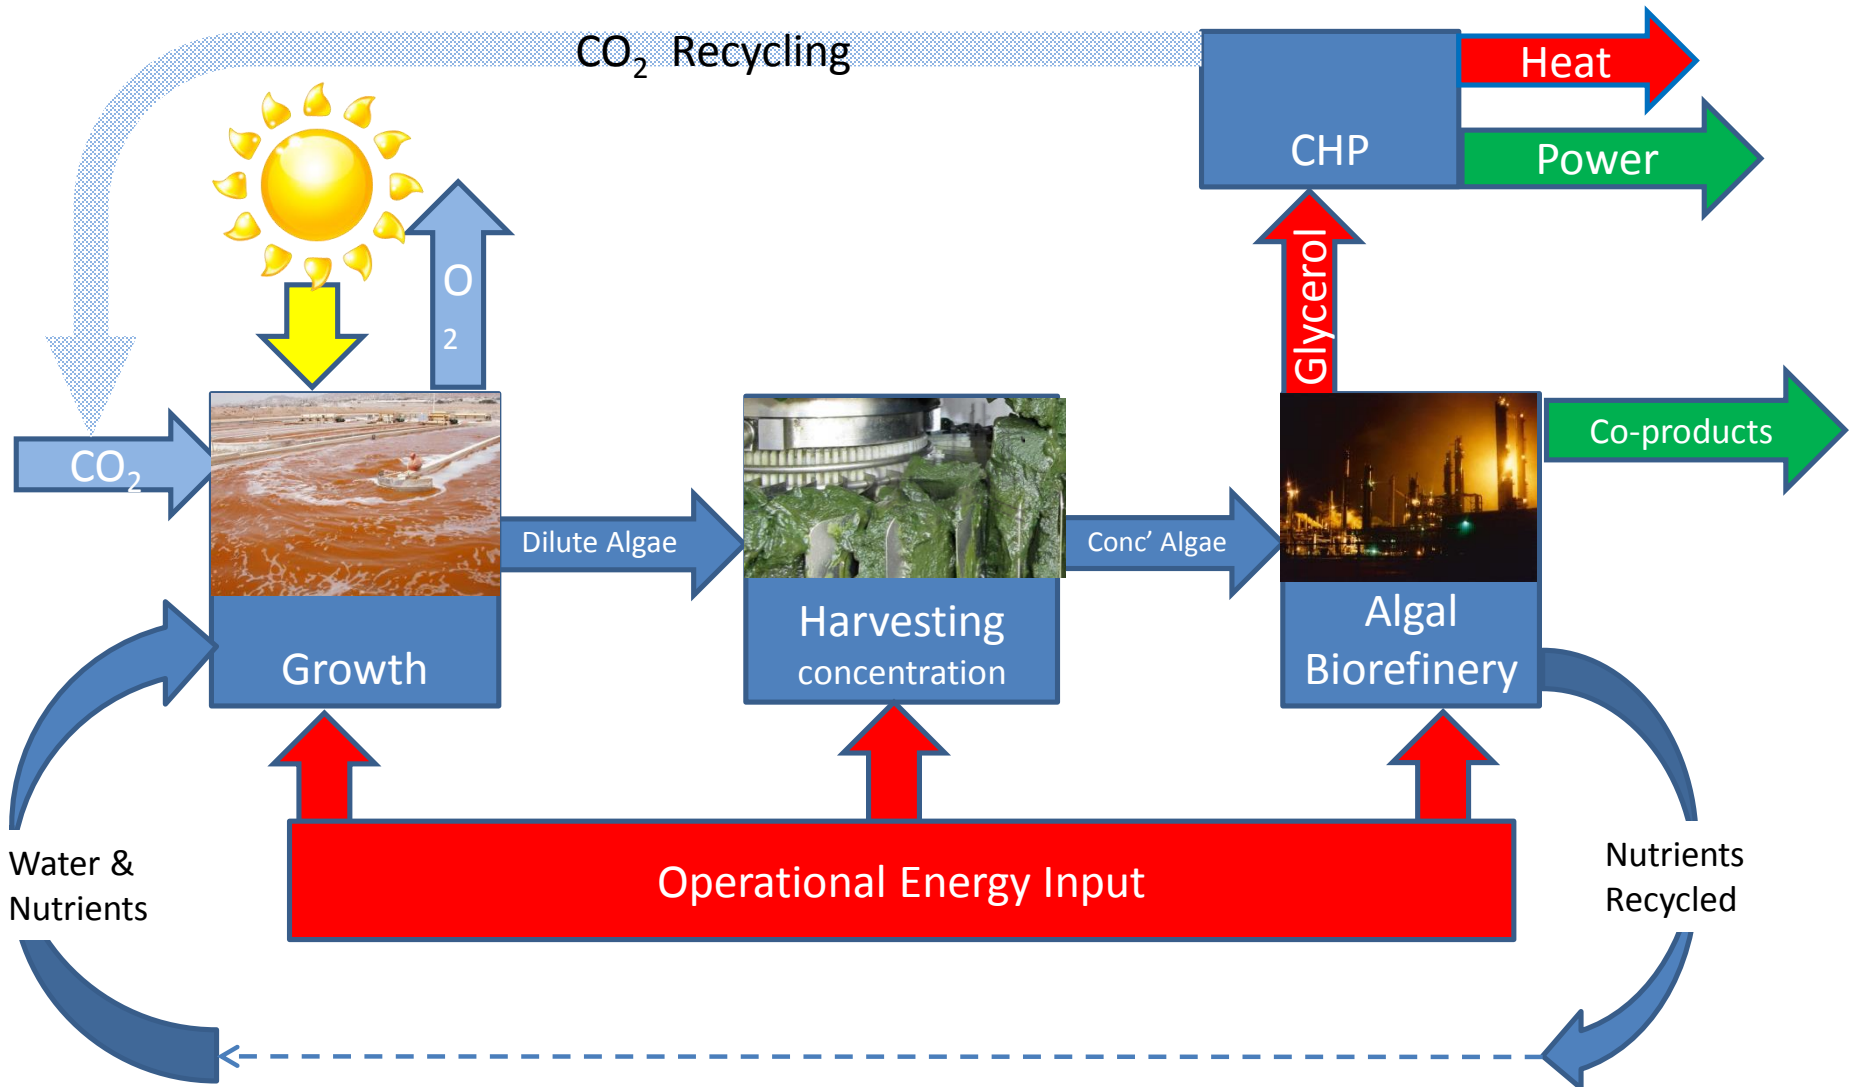 CO₂ Recycling
Heat
CHP
Power
O
2
Glycerol
CO₂
Co-products
Dilute Algae
Conc’ Algae
Growth
Harvesting
concentration
Algal
Biorefinery
Water &
Nutrients
Operational Energy Input
Nutrients
Recycled